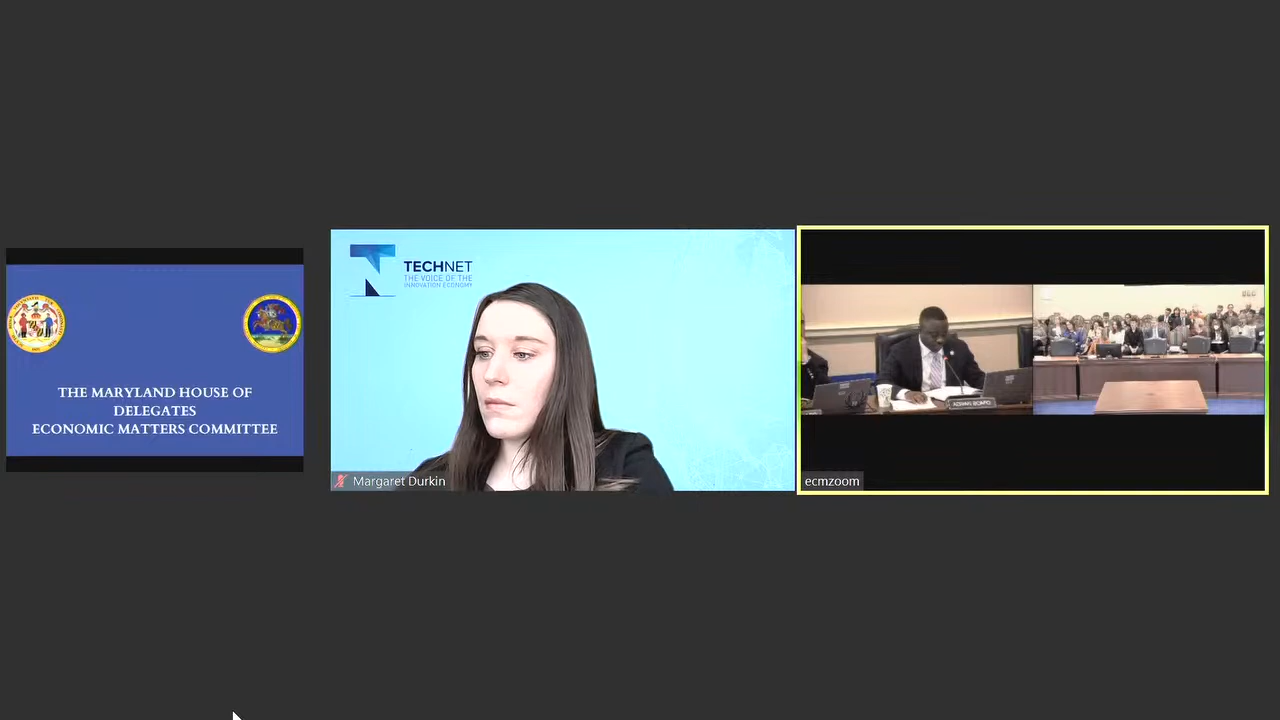 THE MARYLAND HOUSE OF
DELEGATES
ECONOMIC MATTERS COMMITTEE
TECHNET
THE VOICE OF THE
INNOVATION ECONOMY
Margaret Durkin
ecmzoom